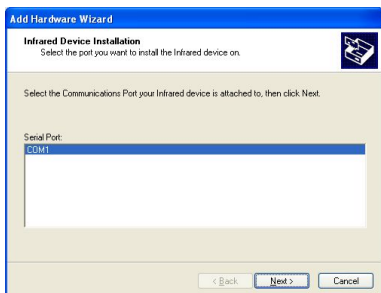 Add Hardware Wizard
Infrared Device Installation
Select the port you want to install the Infrared device on.
Select the Communications Port your Infrared device is attached to, then click Next.
Serial Port:
COM1
< Back
Next >
Cancel